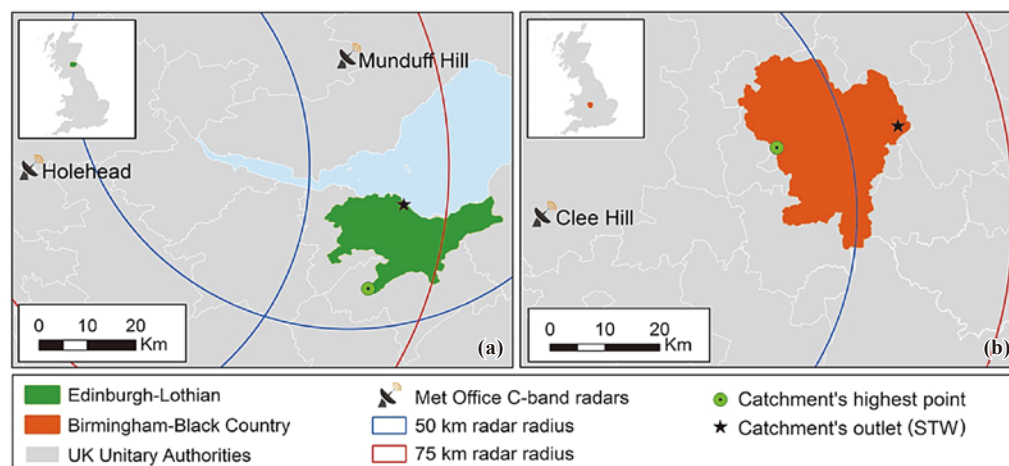 Munduff Hill
Holehead
0 10 20
Km
(a)
Clee Hill
0 10 20
Km
(b)
Edinburgh-Lothian
Birmingham-Black Country
UK Unitary Authorities
Met Office C-band radars
50 km radar radius
75 km radar radius
Catchment's highest point
Catchment's outlet (STW)